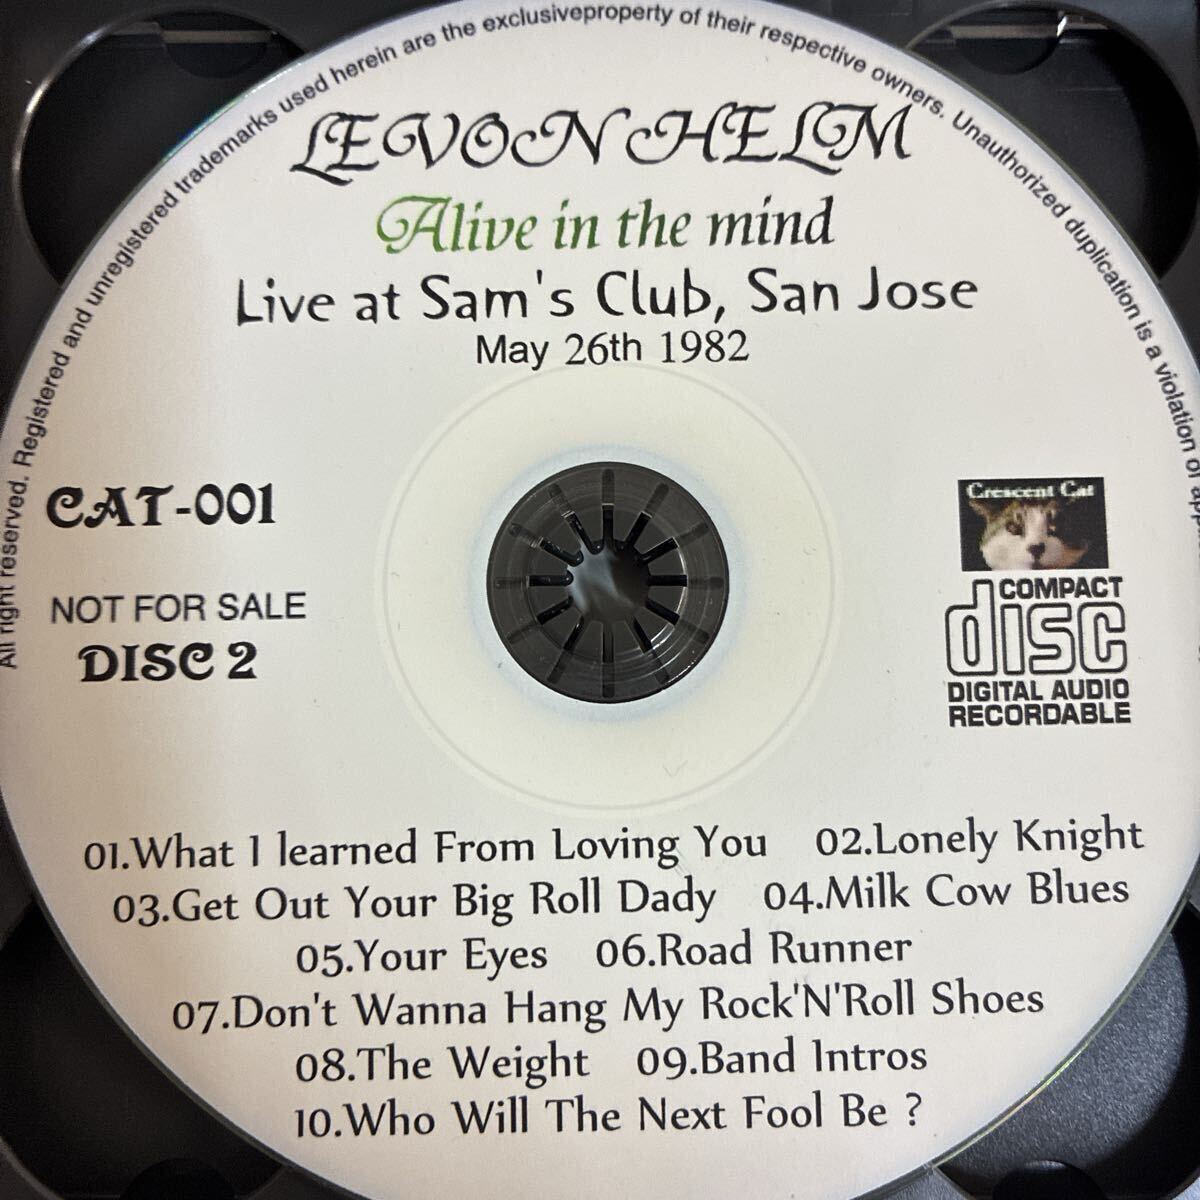 All right reserved. Registered and unregistered trademarks used herein are the exclusiveproperty of their respective owners. Unauthorized duplication is a violation of
LEVON HELM
Alive in the mind
Live at Sam's Club, San Jose
May 26th 1982
CAT-001
NOT FOR SALE
DISC 2
Crescent Cat
COMPACT
disc
DIGITAL AUDIO
RECORDABLE
01.What I learned From Loving You 02.Lonely Knight
03.Get Out Your Big Roll Dady 04.Milk Cow Blues
05.Your Eyes 06.Road Runner
07.Don't Wanna Hang My Rock'N'Roll Shoes
08.The Weight 09.Band Intros
10.Who Will The Next Fool Be ?